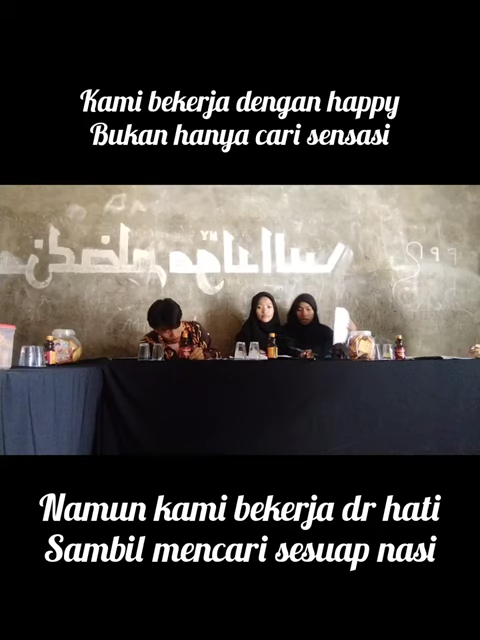 Kami bekerja dengan happy
Bukan hanya cari sensasi
Namun kami bekerja dr hati
Sambil mencari sesuap nasi